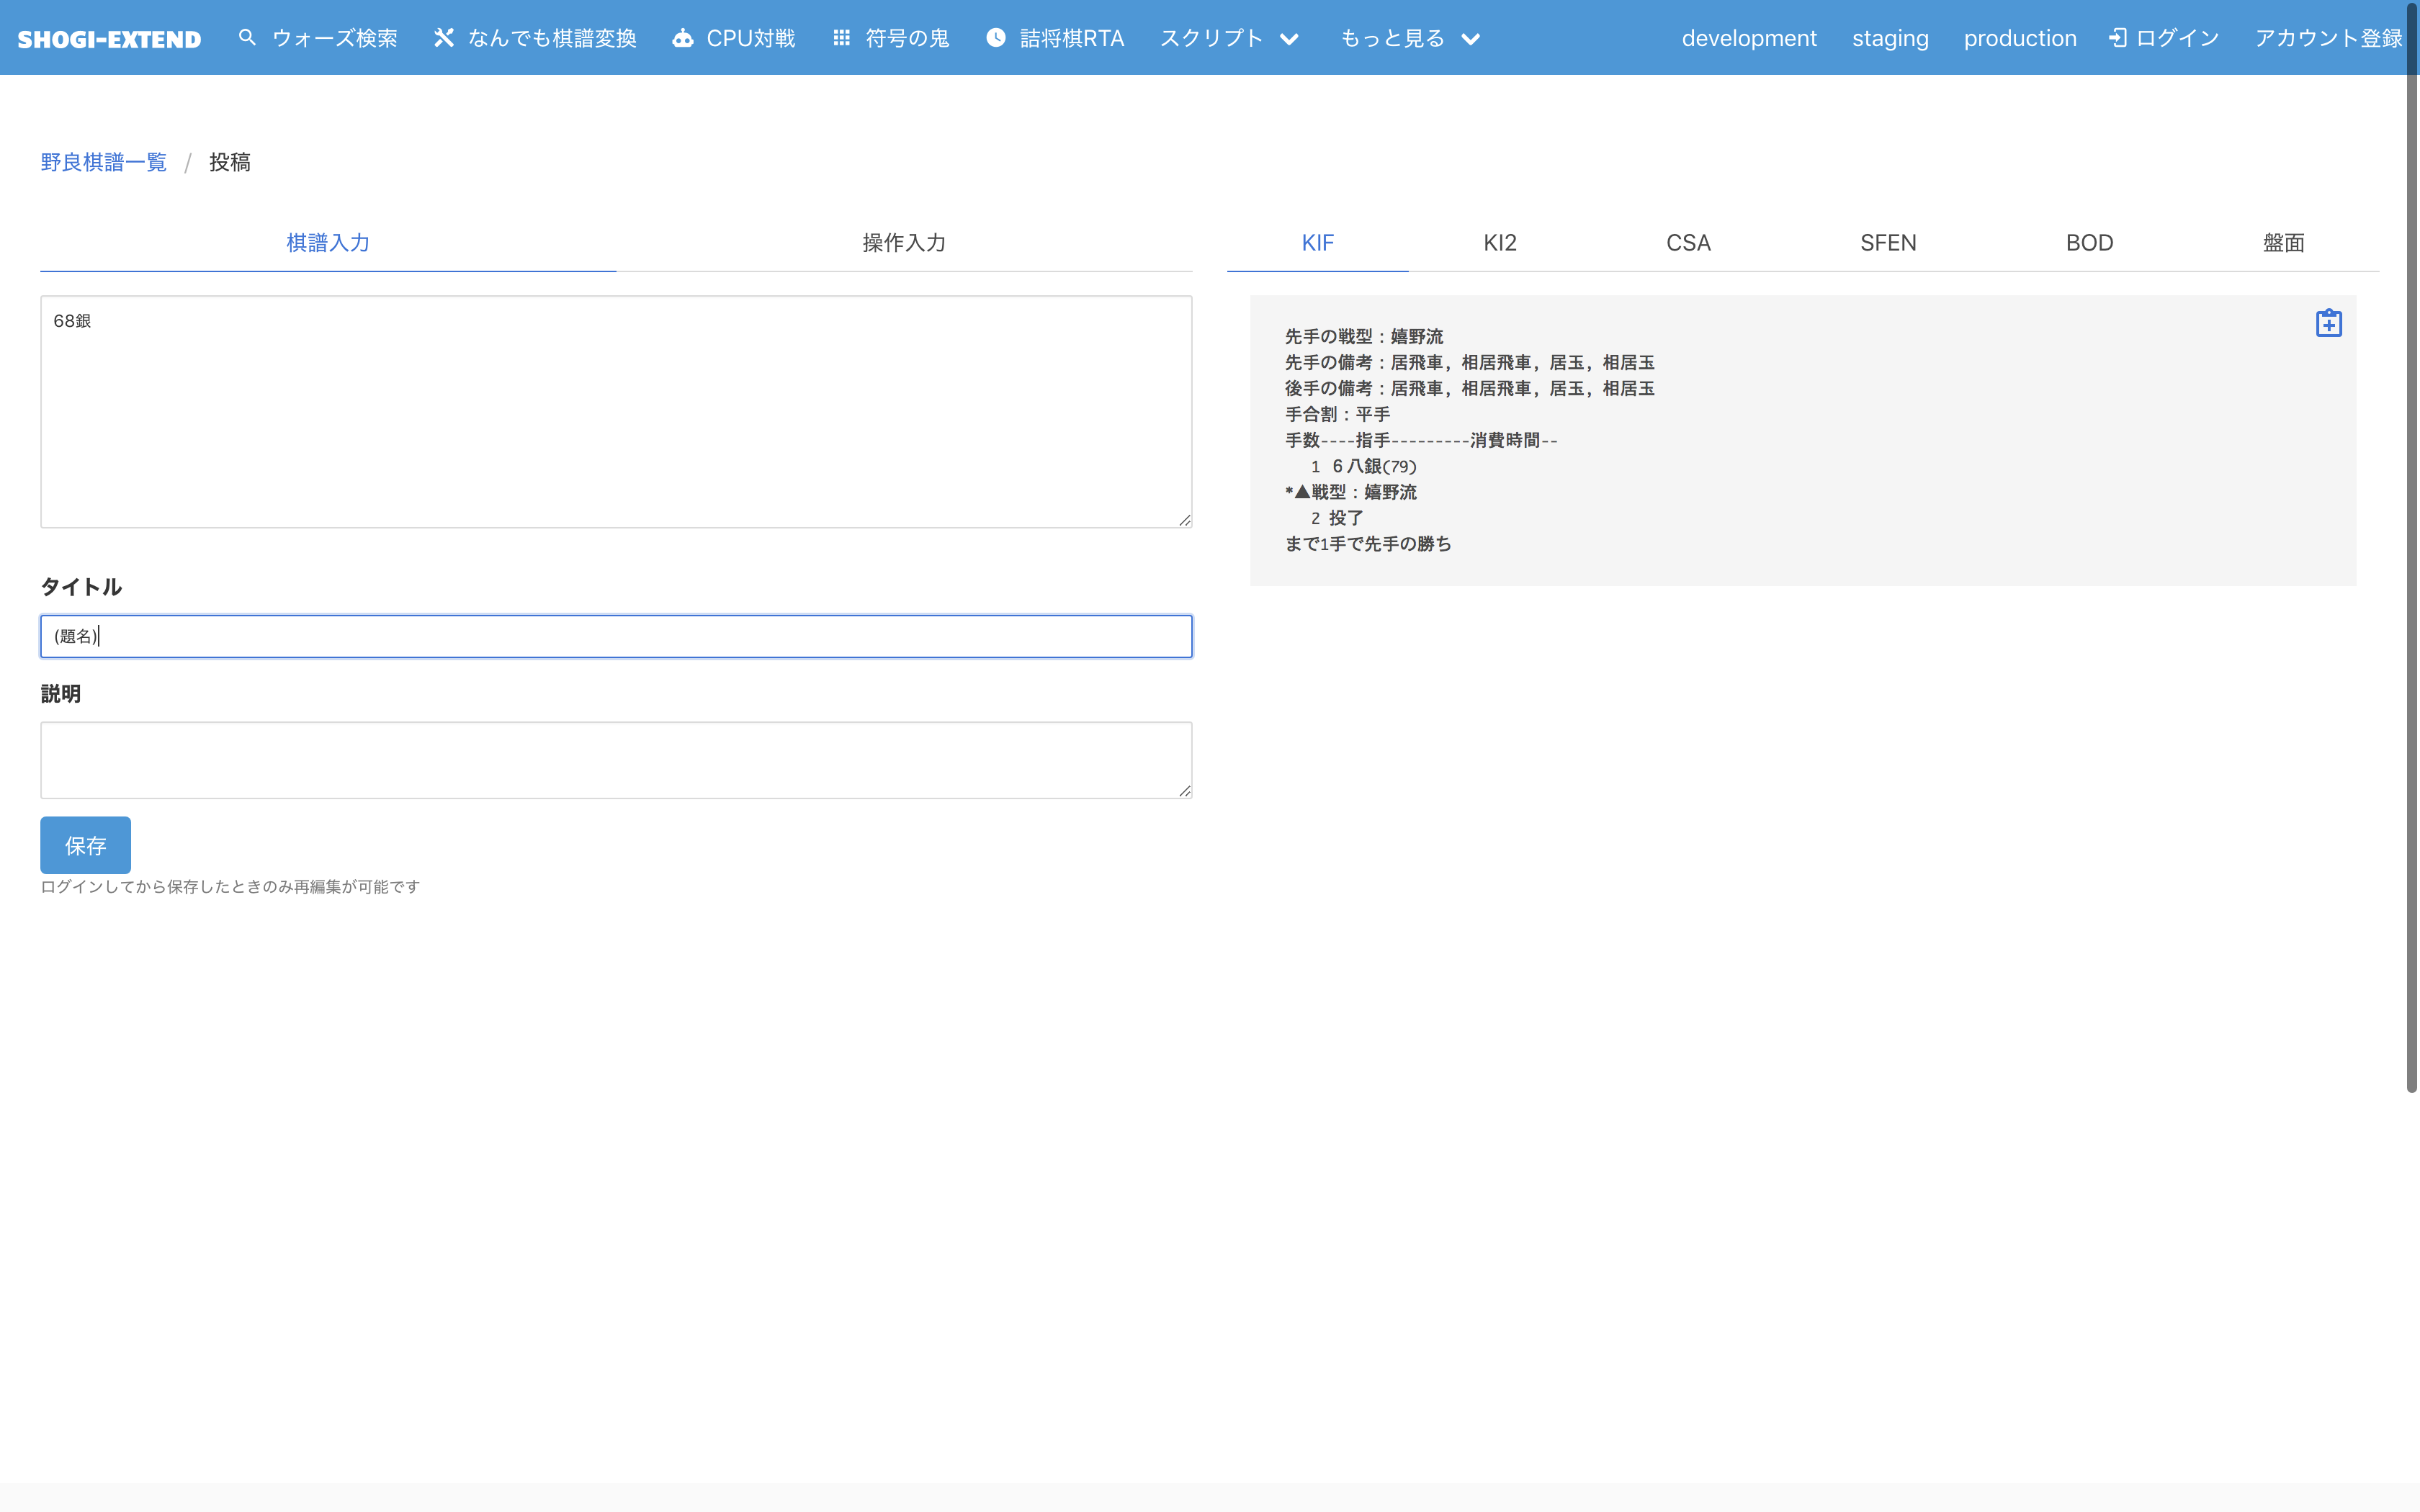 SHOGI-EXTEND ウォーズ検索 なんでも棋譜変換 CPU対戦 符号の鬼 詰将棋RTA スクリプト もっと見る development staging production ログイン アカウント登録
野良棋譜一覧 / 投稿
棋譜入力 操作入力
68銀
タイトル
(題名)
説明
保存
ログインしてから保存したときのみ再編集が可能です
KIF KI2 CSA SFEN BOD 盤面
先手の戦型：嬉野流
先手の備考：居飛車, 相居飛車, 居玉, 相居玉
後手の備考：居飛車, 相居飛車, 居玉, 相居玉
手合割：平手
手数----指手---------消費時間--
1 ６八銀(79)
*▲戦型：嬉野流
2 投了
まで1手で先手の勝ち